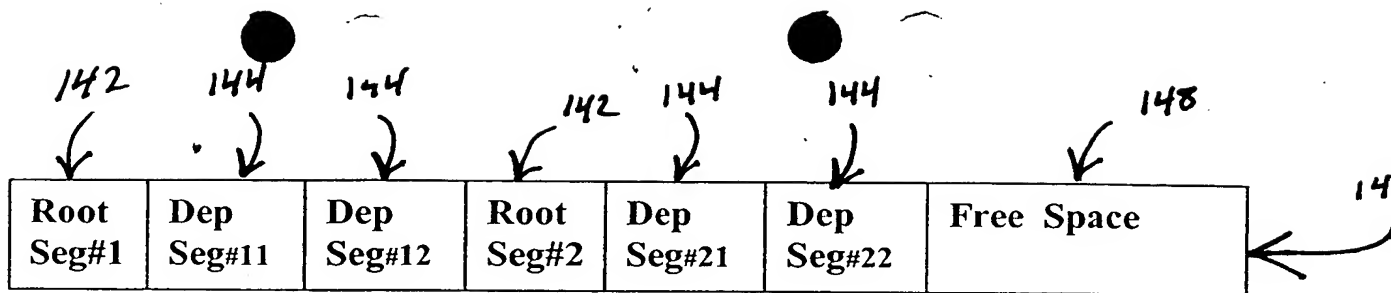 142 144 144 142 144 144 148
Root Dep Dep Root Dep Dep Free Space
Seg#1 Seg#11 Seg#12 Seg#2 Seg#21 Seg#22
14